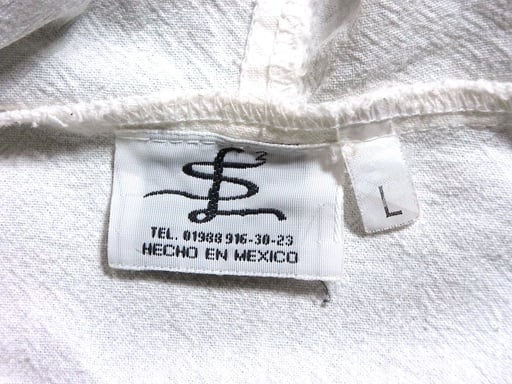 TEL. 01988 916-30-23
HECHO EN MEXICO
L